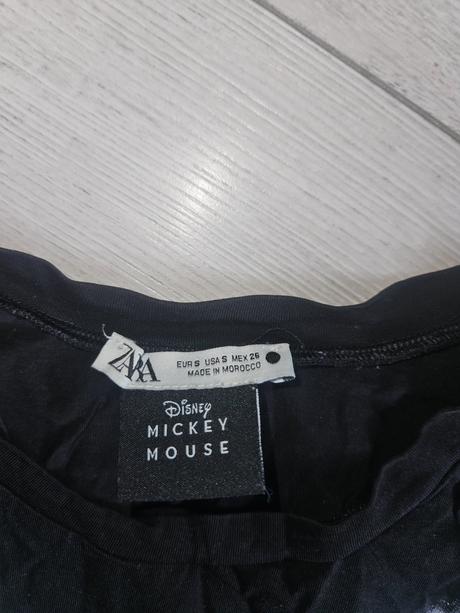 ZARA
EUR S USA S MEX 26
MADE IN MOROCCO
Disney
MICKEY
MOUSE